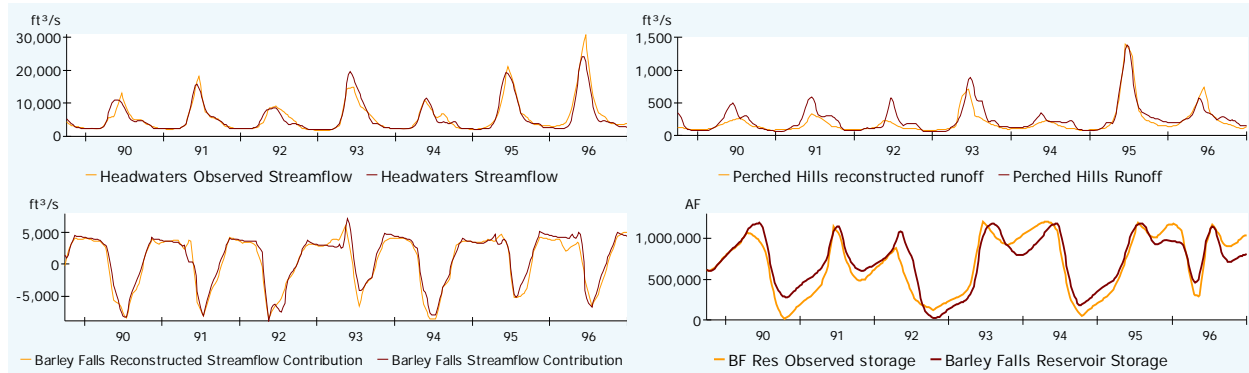 ft³/s
30,000
20,000
10,000
0
90 91 92 93 94 95 96
Headwaters Observed Streamflow Headwaters Streamflow
ft³/s
1,500
1,000
500
0
90 91 92 93 94 95 96
Perched Hills reconstructed runoff Perched Hills Runoff
ft³/s
5,000
0
-5,000
90 91 92 93 94 95 96
Barley Falls Reconstructed Streamflow Contribution Barley Falls Streamflow Contribution
AF
1,000,000
500,000
0
90 91 92 93 94 95 96
BF Res Observed storage Barley Falls Reservoir Storage